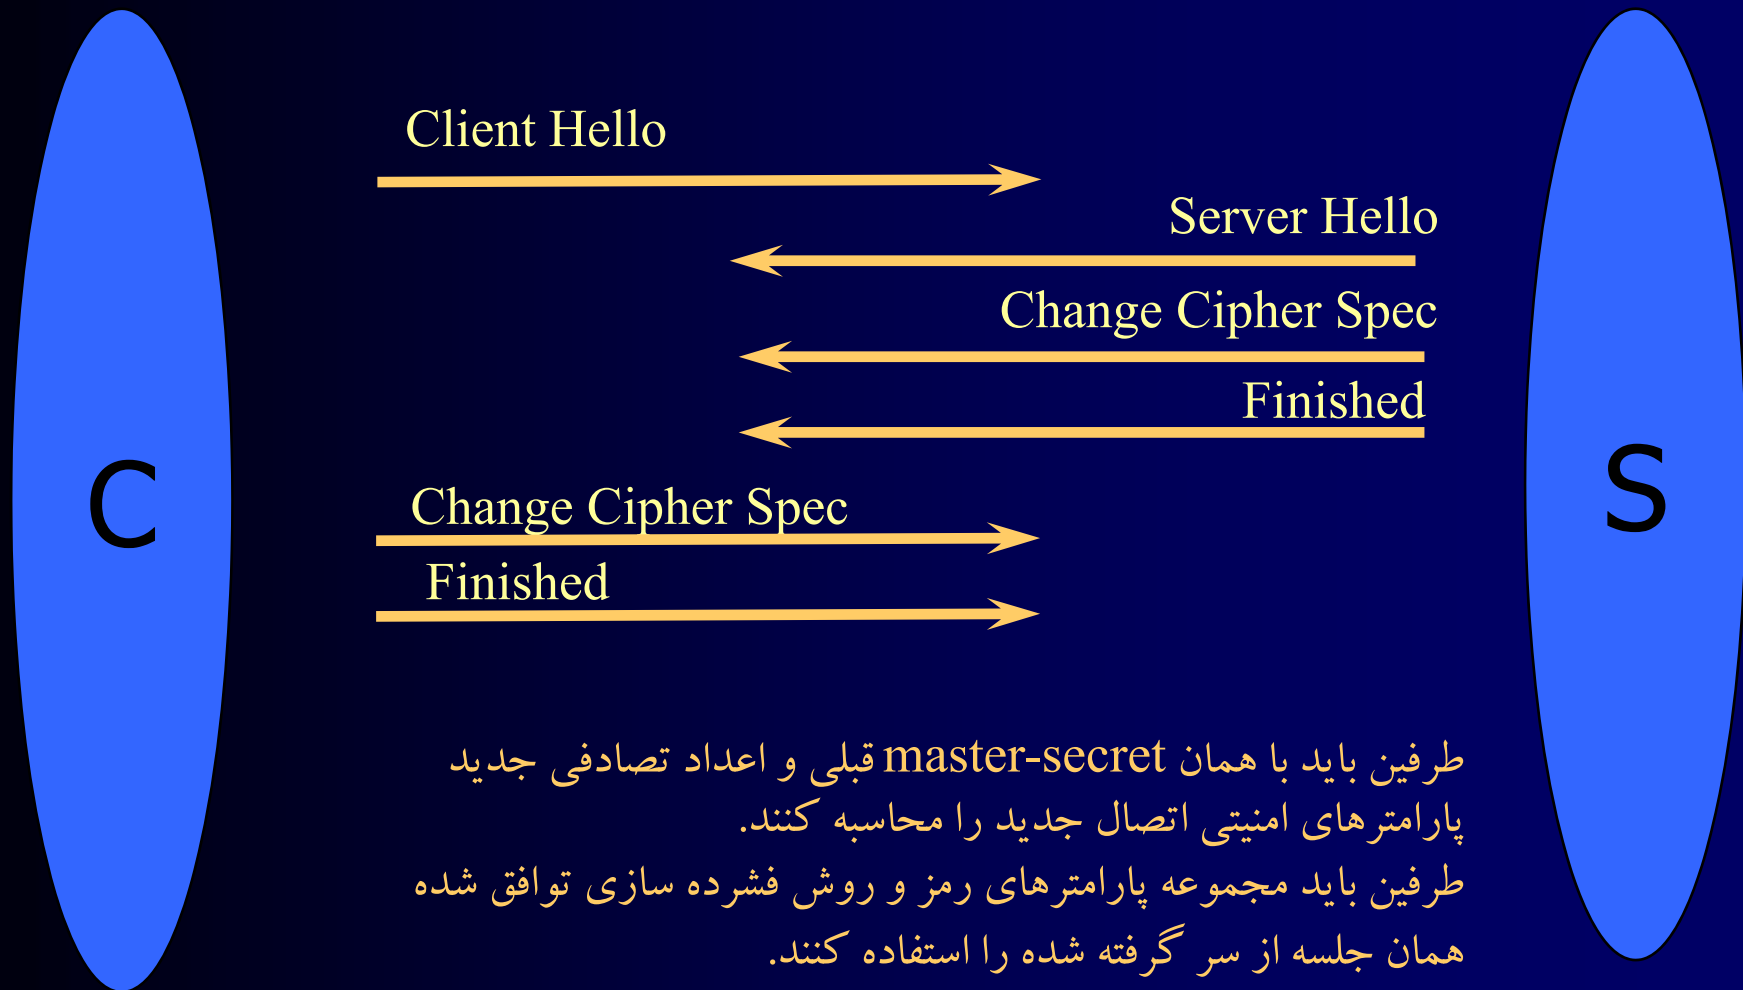 Client Hello
Server Hello
Change Cipher Spec
Finished
C
S
Change Cipher Spec
Finished
طرفین باید با همان master-secret قبلی و اعداد تصادفی جدید
پارامترهای امنیتی اتصال جدید را محاسبه کنند.
طرفین باید مجموعه پارامترهای رمز و روش فشرده سازی توافق شده
همان جلسه از سر گرفته شده را استفاده کنند.